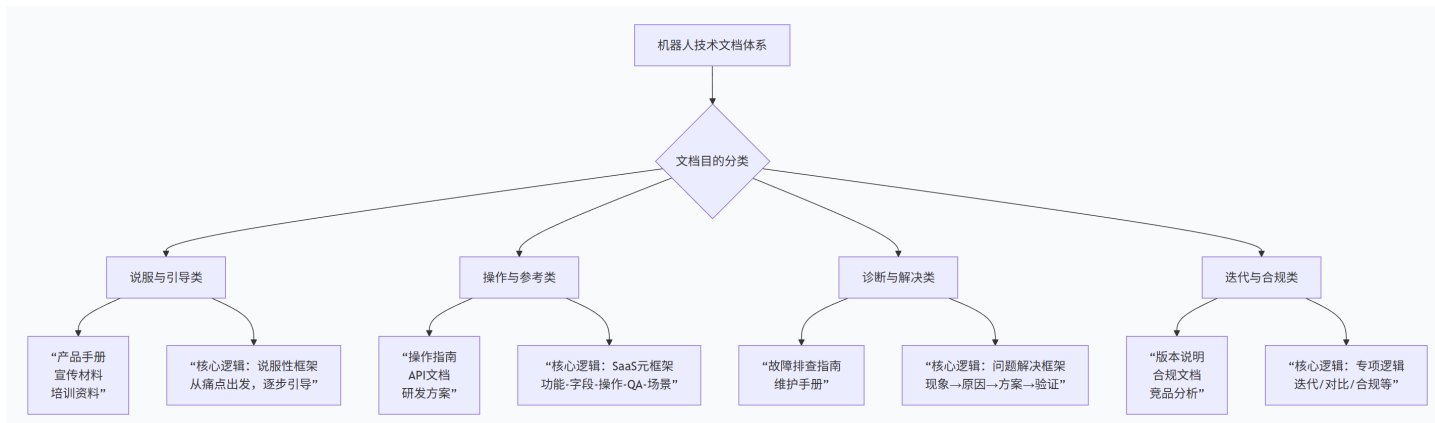 机器人技术文档体系
文档目的分类
说服与引导类
操作与参考类
诊断与解决类
迭代与合规类
“产品手册
宣传材料
培训资料”
“核心逻辑：说服性框架
从痛点出发，逐步引导”
“操作指南
API文档
研发方案”
“核心逻辑：SaaS元框架
功能-字段-操作-QA-场景”
“故障排查指南
维护手册”
“核心逻辑：问题解决框架
现象→原因→方案→验证”
“版本说明
合规文档
竞品分析”
“核心逻辑：专项逻辑
迭代/对比/合规等”